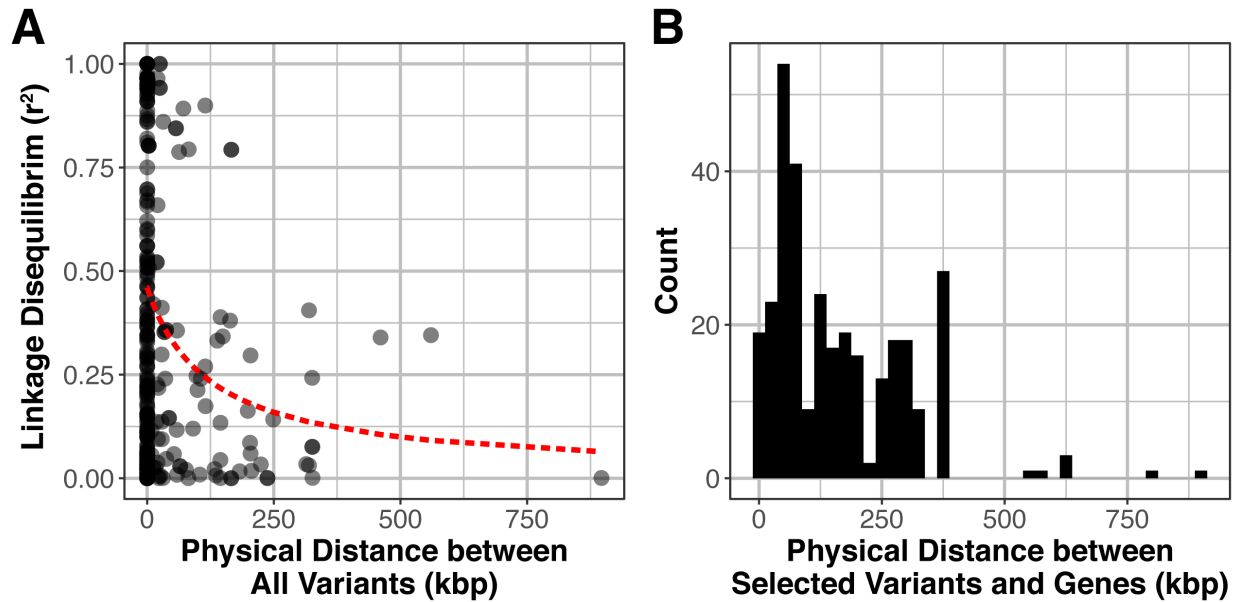 A
Linkage Disequilibrim (r²)
1.00
0.75
0.50
0.25
0.00
0 250 500 750
Physical Distance between
All Variants (kbp)
B
Count
40
20
0
0 250 500 750
Physical Distance between
Selected Variants and Genes (kbp)